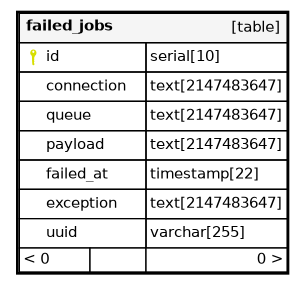 failed_jobs [table]
id serial[10]
connection text[2147483647]
queue text[2147483647]
payload text[2147483647]
failed_at timestamp[22]
exception text[2147483647]
uuid varchar[255]
< 0 0 >